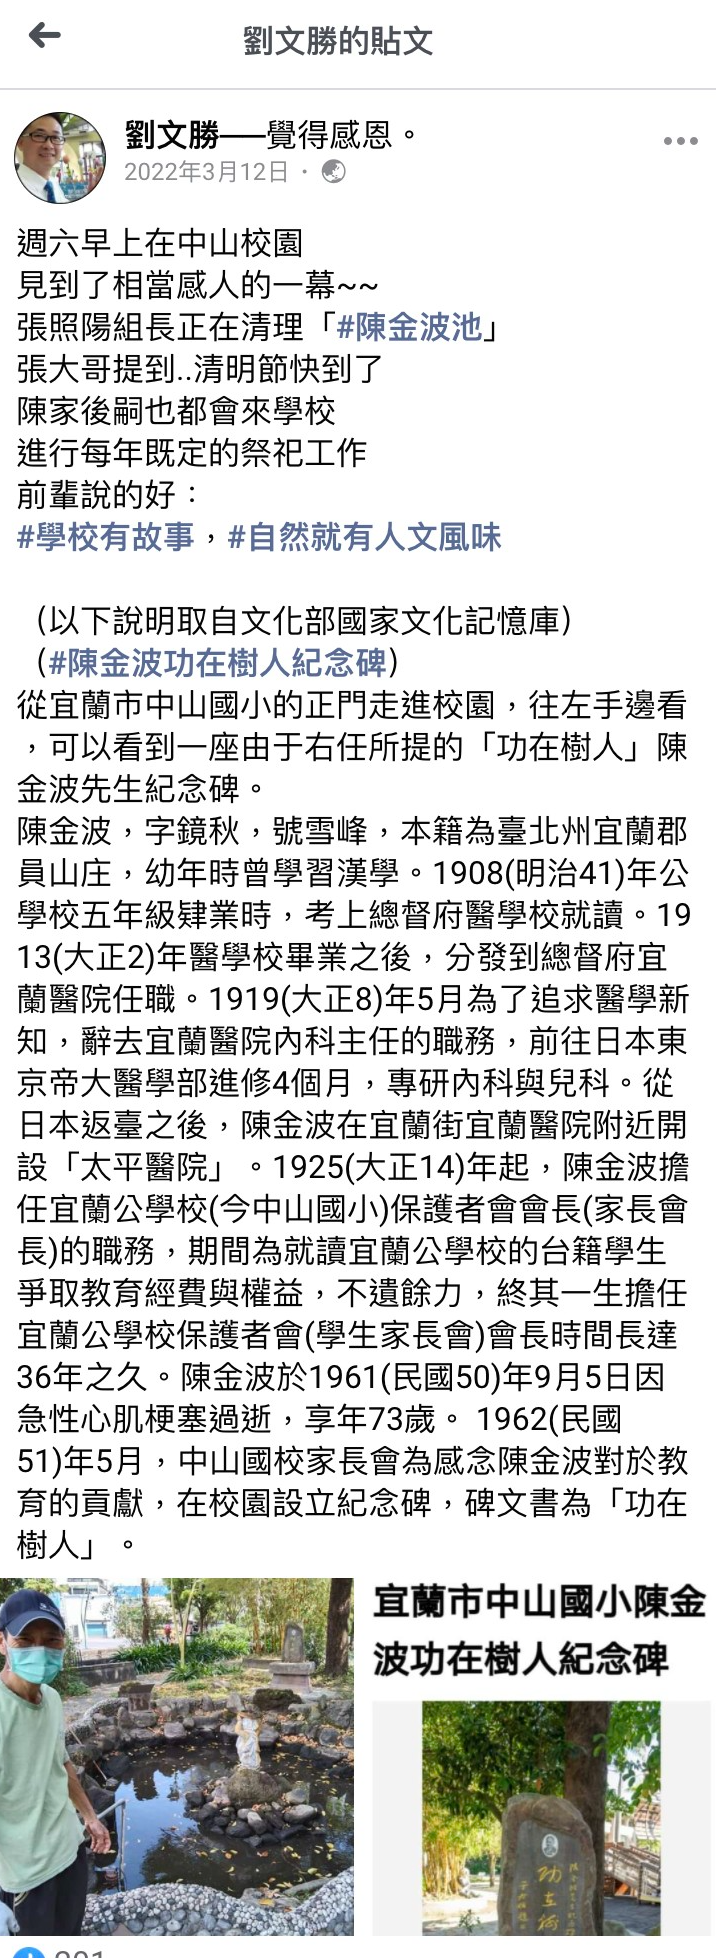 劉文勝的貼文
劉文勝──覺得感恩。
2022年3月12日·
週六早上在中山校園
見到了相當感人的一幕~~
張照陽組長正在清理「#陳金波池」
張大哥提到..清明節快到了
陳家後嗣也都會來學校
進行每年既定的祭祀工作
前輩說的好：
#學校有故事，#自然就有人文風味
（以下說明取自文化部國家文化記憶庫）
（#陳金波功在樹人紀念碑）
從宜蘭市中山國小的正門走進校園，往左手邊看
，可以看到一座由于右任所提的「功在樹人」陳
金波先生紀念碑。
陳金波，字鏡秋，號雪峰，本籍為臺北州宜蘭郡
員山庄，幼年時曾學習漢學。1908(明治41)年公
學校五年級肄業時，考上總督府醫學校就讀。19
13(大正2)年醫學校畢業之後，分發到總督府宜
蘭醫院任職。1919(大正8)年5月為了追求醫學新
知，辭去宜蘭醫院內科主任的職務，前往日本東
京帝大醫學部進修4個月，專研內科與兒科。從
日本返臺之後，陳金波在宜蘭街宜蘭醫院附近開
設「太平醫院」。1925(大正14)年起，陳金波擔
任宜蘭公學校(今中山國小)保護者會會長(家長會
長)的職務，期間為就讀宜蘭公學校的台籍學生
爭取教育經費與權益，不遺餘力，終其一生擔任
宜蘭公學校保護者會(學生家長會)會長時間長達
36年之久。陳金波於1961(民國50)年9月5日因
急性心肌梗塞過逝，享年73歲。 1962(民國
51)年5月，中山國校家長會為感念陳金波對於教
育的貢獻，在校園設立紀念碑，碑文書為「功在
樹人」。
宜蘭市中山國小陳金
波功在樹人紀念碑
功在樹